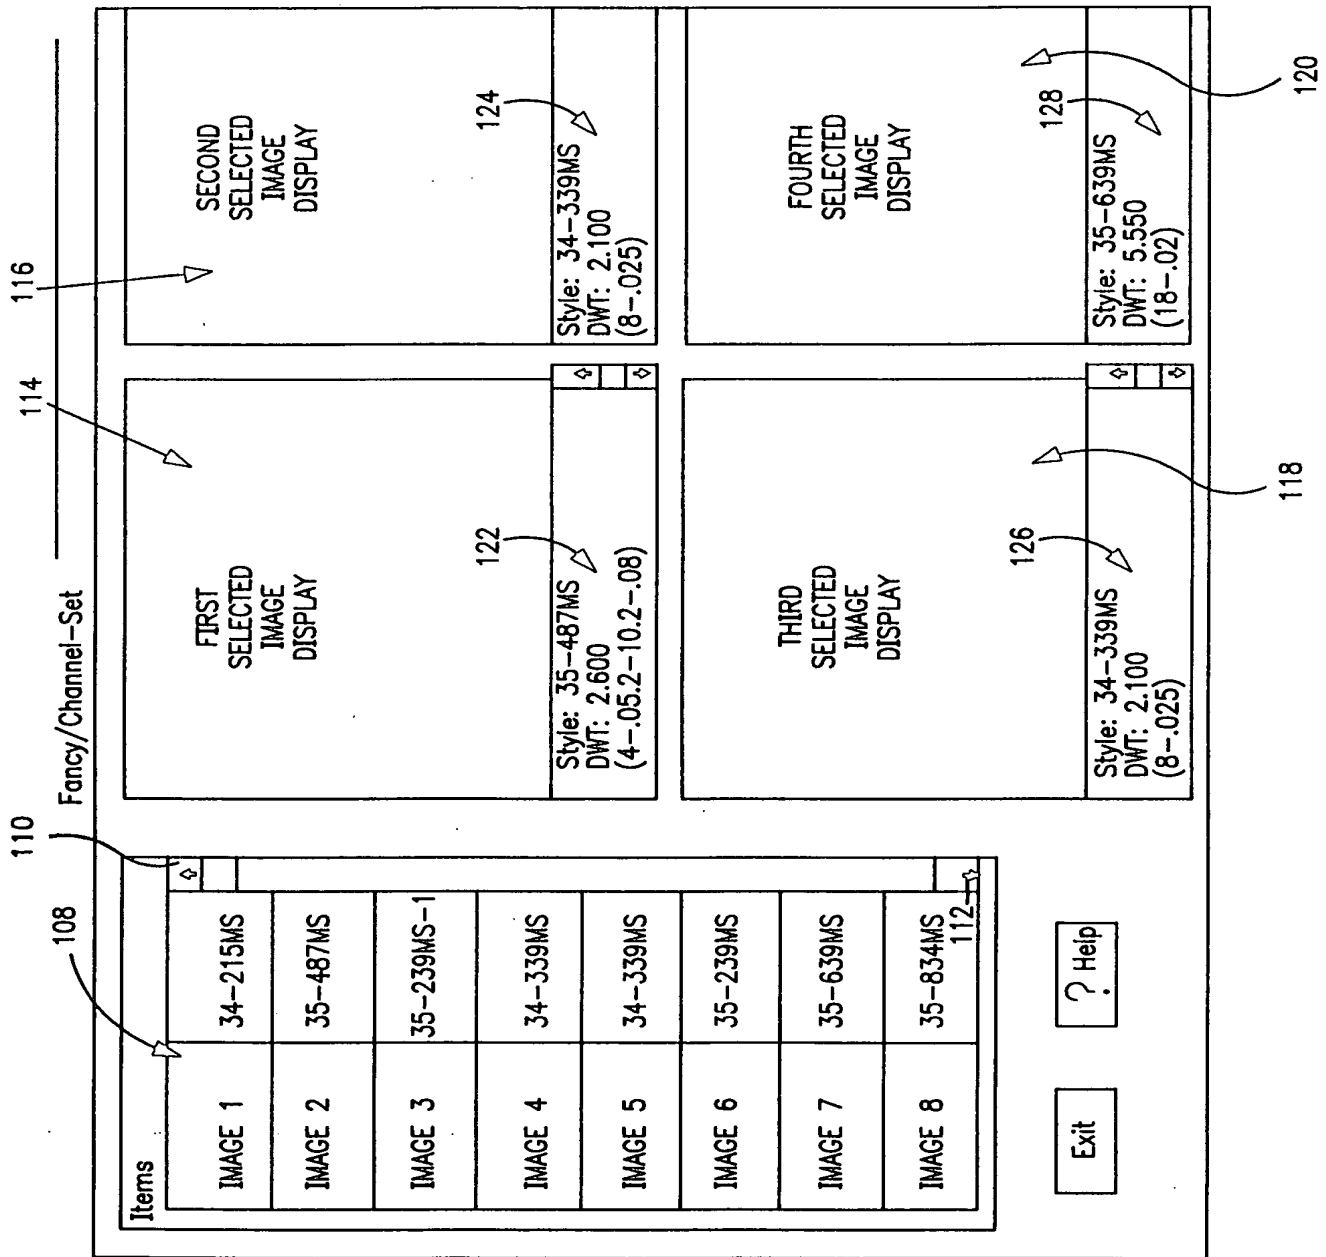 Fancy/Channel-Set
108
110
114
116
Items
IMAGE 1 34-215MS
IMAGE 2 35-487MS
IMAGE 3 35-239MS-1
IMAGE 4 34-339MS
IMAGE 5 34-339MS
IMAGE 6 35-239MS
IMAGE 7 35-639MS
IMAGE 8 35-834MS
112
Exit
? Help
FIRST
SELECTED
IMAGE
DISPLAY
122
Style: 35-487MS
DWT: 2.600
(4-.05.2-10.2-.08)
SECOND
SELECTED
IMAGE
DISPLAY
124
Style: 34-339MS
DWT: 2.100
(8-.025)
THIRD
SELECTED
IMAGE
DISPLAY
126
Style: 34-339MS
DWT: 2.100
(8-.025)
118
FOURTH
SELECTED
IMAGE
DISPLAY
128
Style: 35-639MS
DWT: 5.550
(18-.02)
120